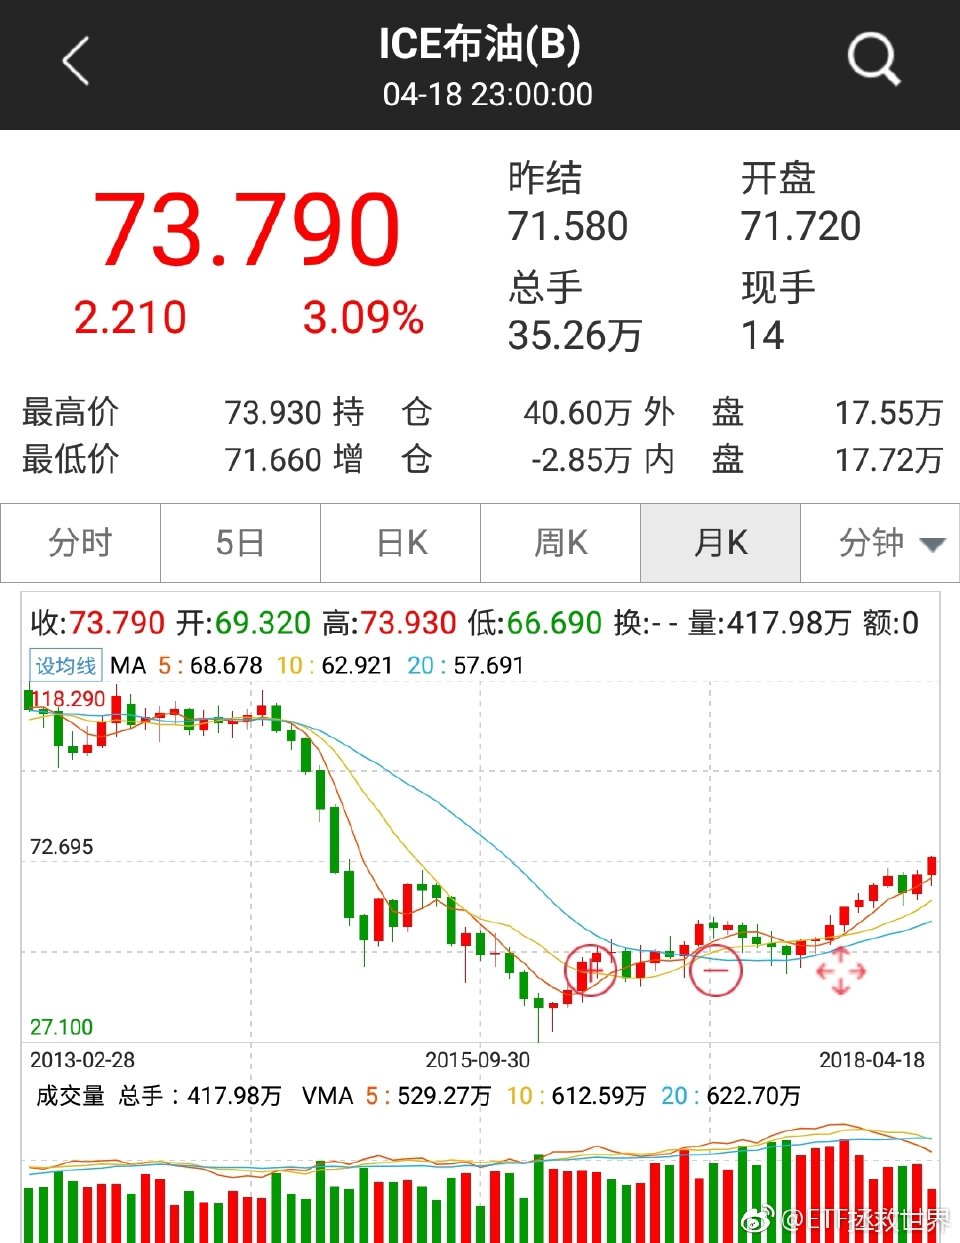 ICE布油(B)
04-18 23:00:00
73.790
2.210 3.09%
昨结 开盘
71.580 71.720
总手 现手
35.26万 14
最高价 73.930 持 仓 40.60万 外 盘 17.55万
最低价 71.660 增 仓 -2.85万 内 盘 17.72万
分时 5日 日K 周K 月K 分钟
收:73.790 开:69.320 高:73.930 低:66.690 换:-- 量:417.98万 额:0
设均线 MA 5:68.678 10:62.921 20:57.691
118.290
72.695
27.100
2013-02-28 2015-09-30 2018-04-18
成交量 总手:417.98万 VMA 5:529.27万 10:612.59万 20:622.70万
@ETF拯救世界